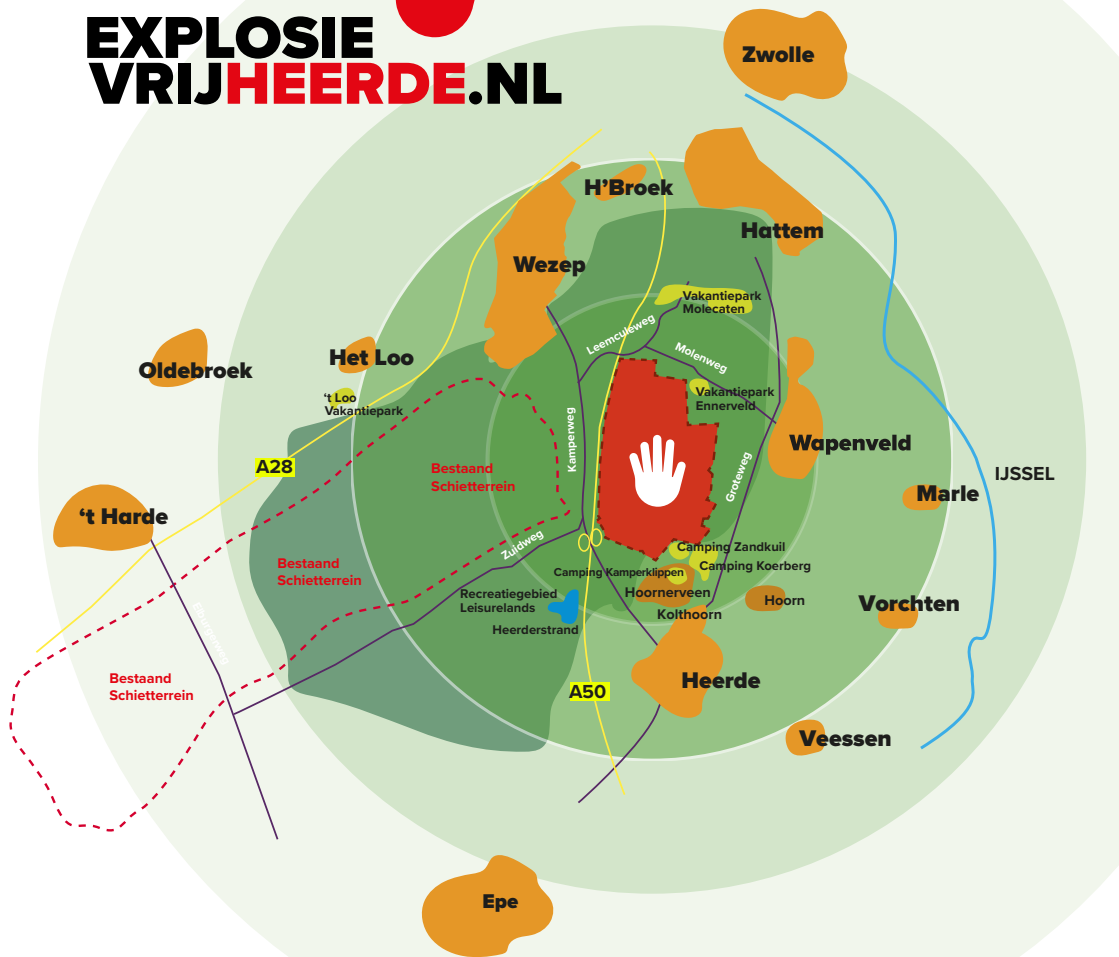 EXPLOSIE
VRIJHEERDE.NL
Zwolle
H'Broek
Hattem
Wezep
Vakantiepark
Molecaten
Leemculeweg
Molenweg
Oldebroek
Het Loo
't Loo
Vakantiepark
Vakantiepark
Ennerveld
Kamperweg
Wapenveld
A28
Bestaand
Schietterrein
Groteweg
IJSSEL
Marle
't Harde
Zuidweg
Camping Zandkuil
Camping Koerberg
Bestaand
Schietterrein
Camping Kamperklippen
Hoornerveen
Recreatiegebied
Leisurelands
Hoorn
Vorchten
Kolthoorn
Heerderstrand
Bestaand
Schietterrein
Heerde
A50
Veessen
Epe